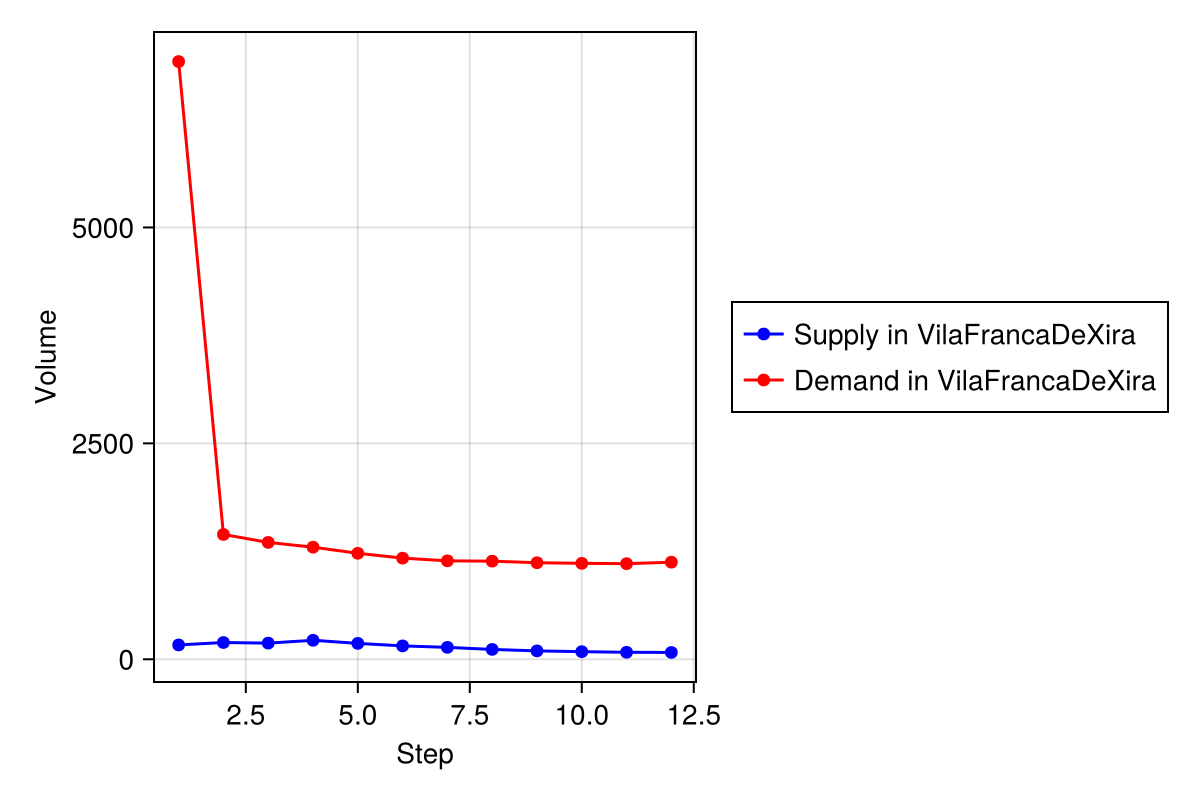 5000
2500
0
Volume
2.5 5.0 7.5 10.0 12.5
Step
Supply in VilaFrancaDeXira
Demand in VilaFrancaDeXira